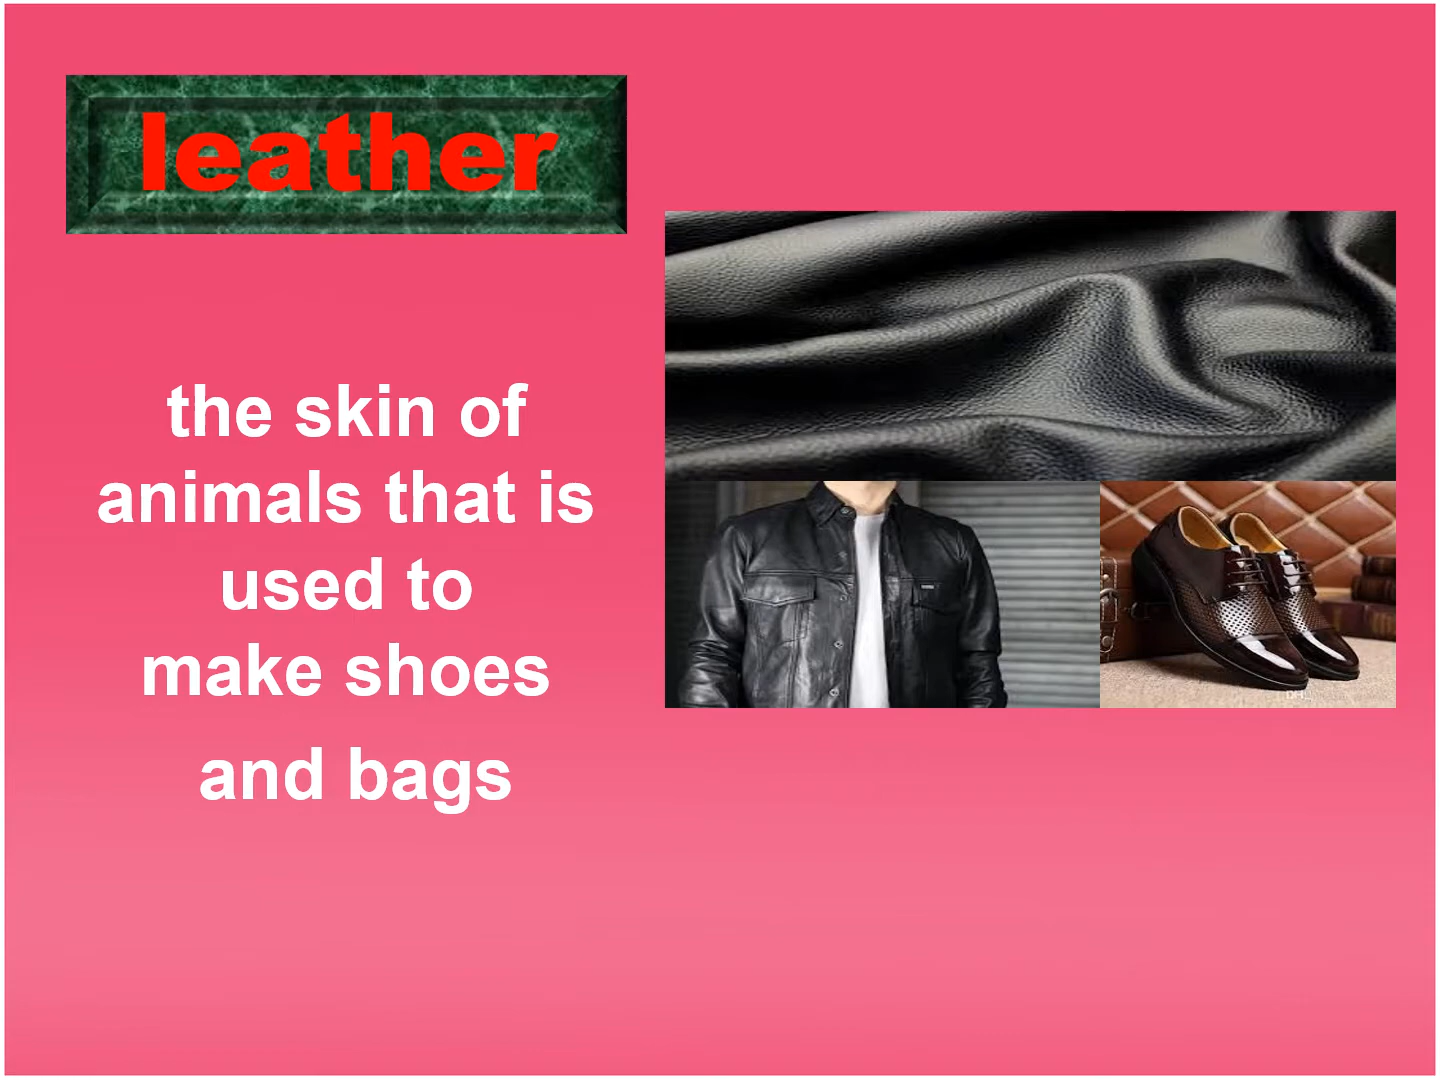 leather
the skin of
animals that is
used to
make shoes
and bags